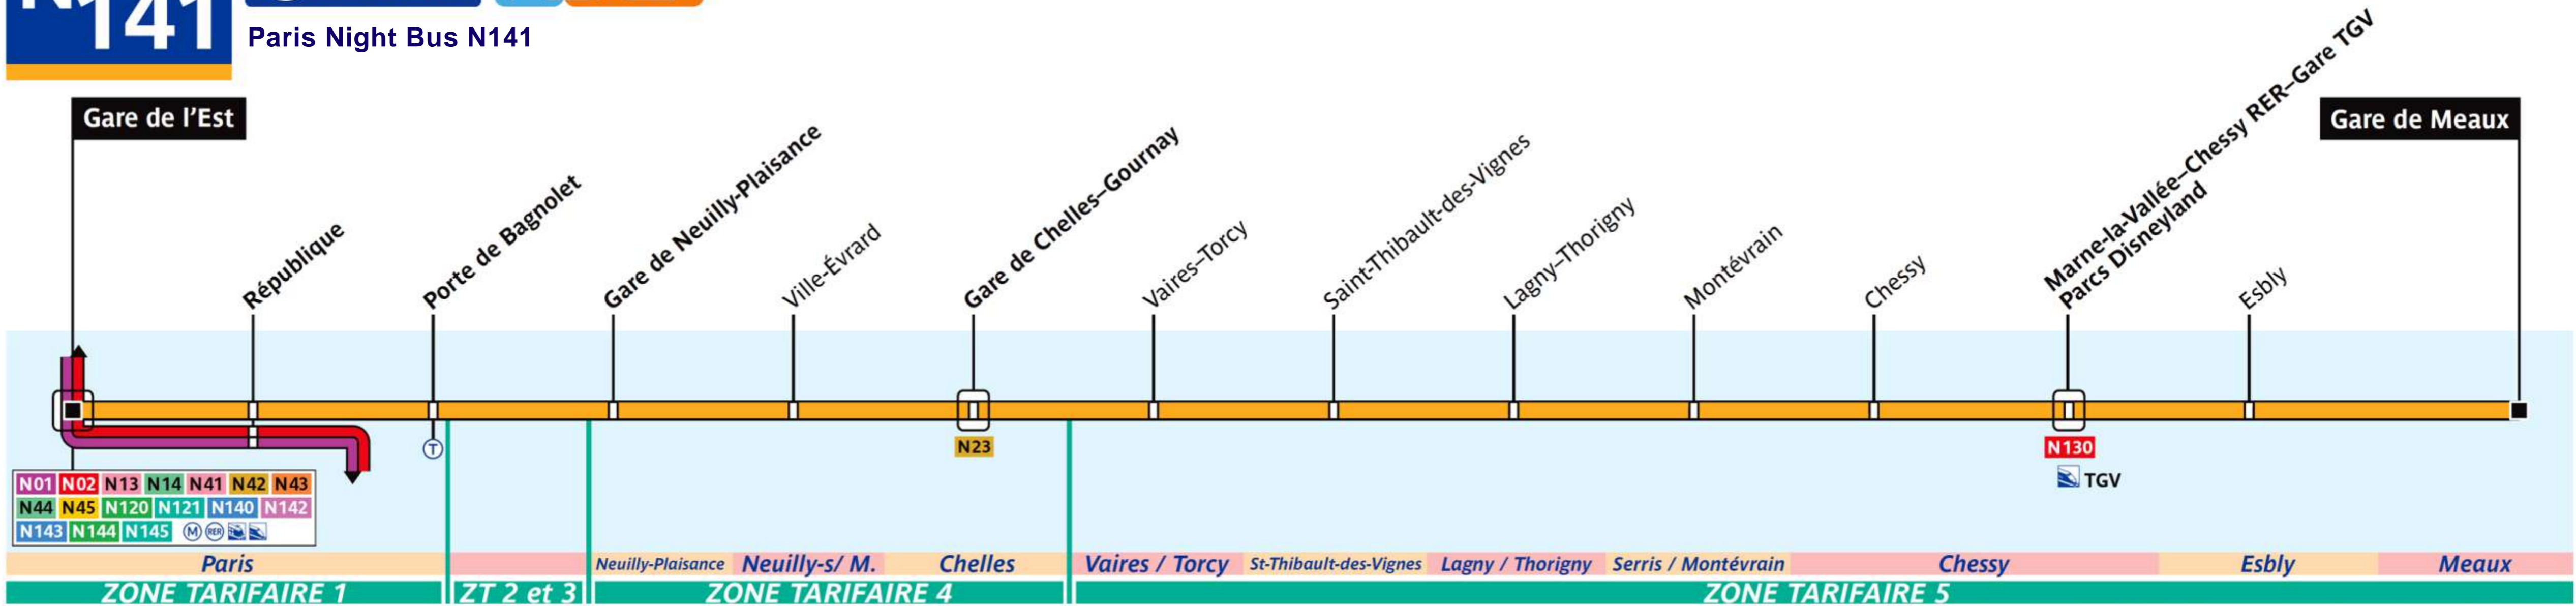 N
141
Paris Night Bus N141
Gare de l'Est
République
Porte de Bagnolet
Gare de Neuilly-Plaisance
Ville-Évrard
Gare de Chelles–Gournay
Vaires–Torcy
Saint-Thibault-des-Vignes
Lagny–Thorigny
Montévrain
Chessy
Marne-la-Vallée–Chessy RER–Gare TGV
Parcs Disneyland
Esbly
Gare de Meaux
T
N23
N130
TGV
N01 N02 N13 N14 N41 N42 N43
N44 N45 N120 N121 N140 N142
N143 N144 N145 M RER
Paris Neuilly-Plaisance Neuilly-s/ M. Chelles Vaires / Torcy St-Thibault-des-Vignes Lagny / Thorigny Serris / Montévrain Chessy Esbly Meaux
ZONE TARIFAIRE 1 ZT 2 et 3 ZONE TARIFAIRE 4 ZONE TARIFAIRE 5